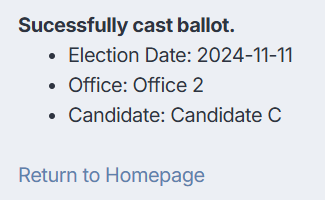 Sucessfully cast ballot.
• Election Date: 2024-11-11
• Office: Office 2
• Candidate: Candidate C
Return to Homepage